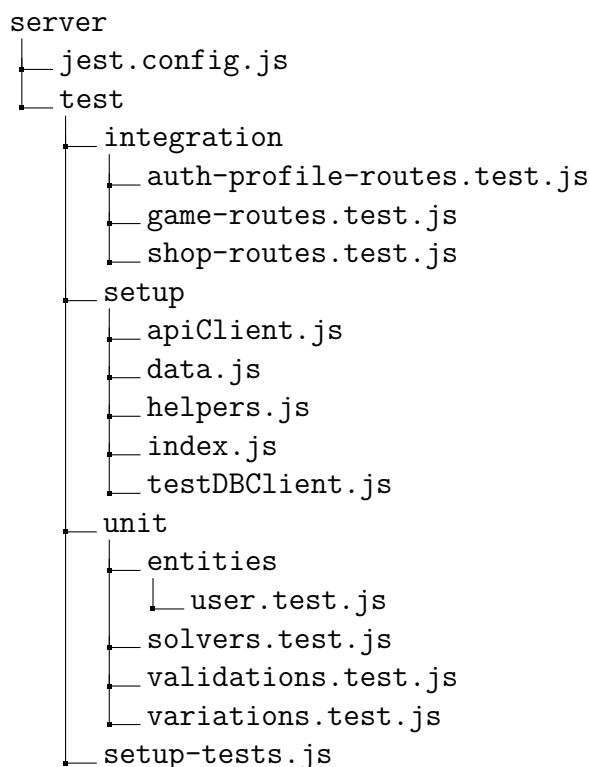 server
jest.config.js
test
integration
auth-profile-routes.test.js
game-routes.test.js
shop-routes.test.js
setup
apiClient.js
data.js
helpers.js
index.js
testDBClient.js
unit
entities
user.test.js
solvers.test.js
validations.test.js
variations.test.js
setup-tests.js